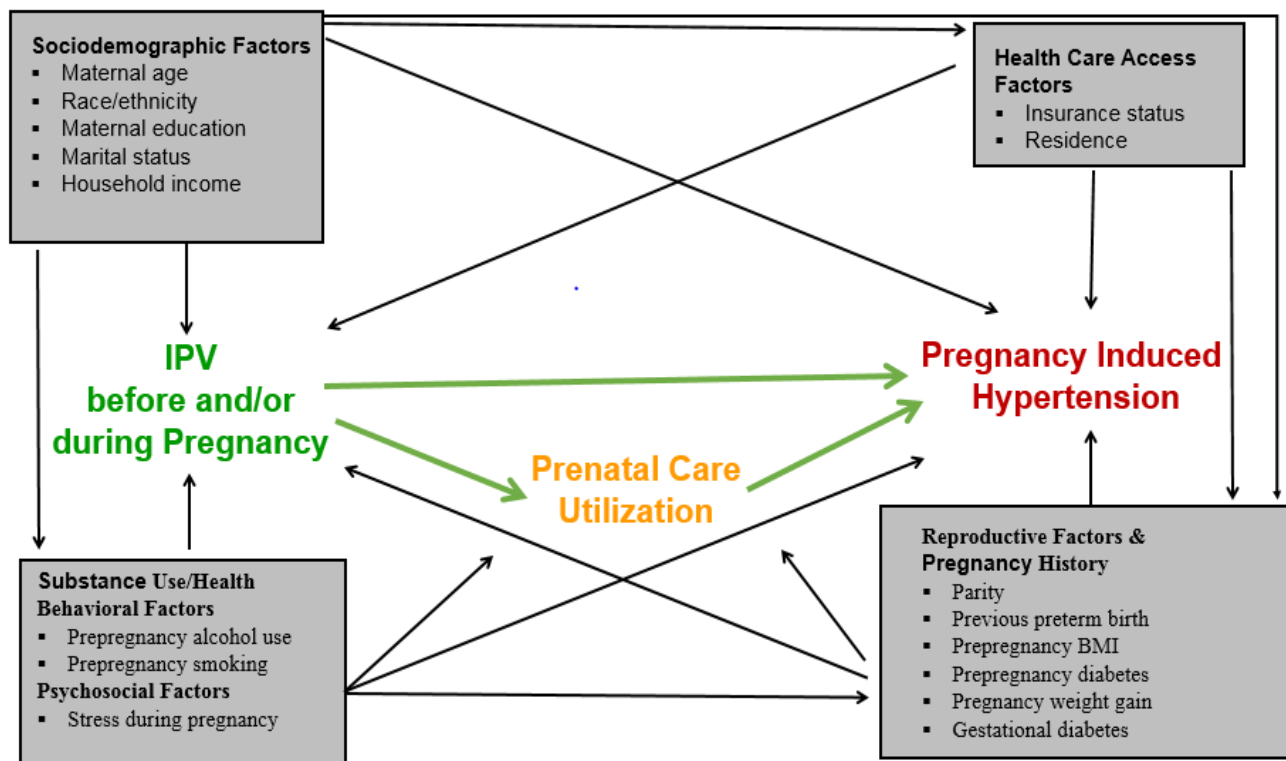 Sociodemographic Factors
▪ Maternal age
▪ Race/ethnicity
▪ Maternal education
▪ Marital status
▪ Household income
Health Care Access
Factors
▪ Insurance status
▪ Residence
IPV
before and/or
during Pregnancy
Pregnancy Induced
Hypertension
Prenatal Care
Utilization
Substance Use/Health
Behavioral Factors
▪ Prepregnancy alcohol use
▪ Prepregnancy smoking
Psychosocial Factors
▪ Stress during pregnancy
Reproductive Factors &
Pregnancy History
▪ Parity
▪ Previous preterm birth
▪ Prepregnancy BMI
▪ Prepregnancy diabetes
▪ Pregnancy weight gain
▪ Gestational diabetes